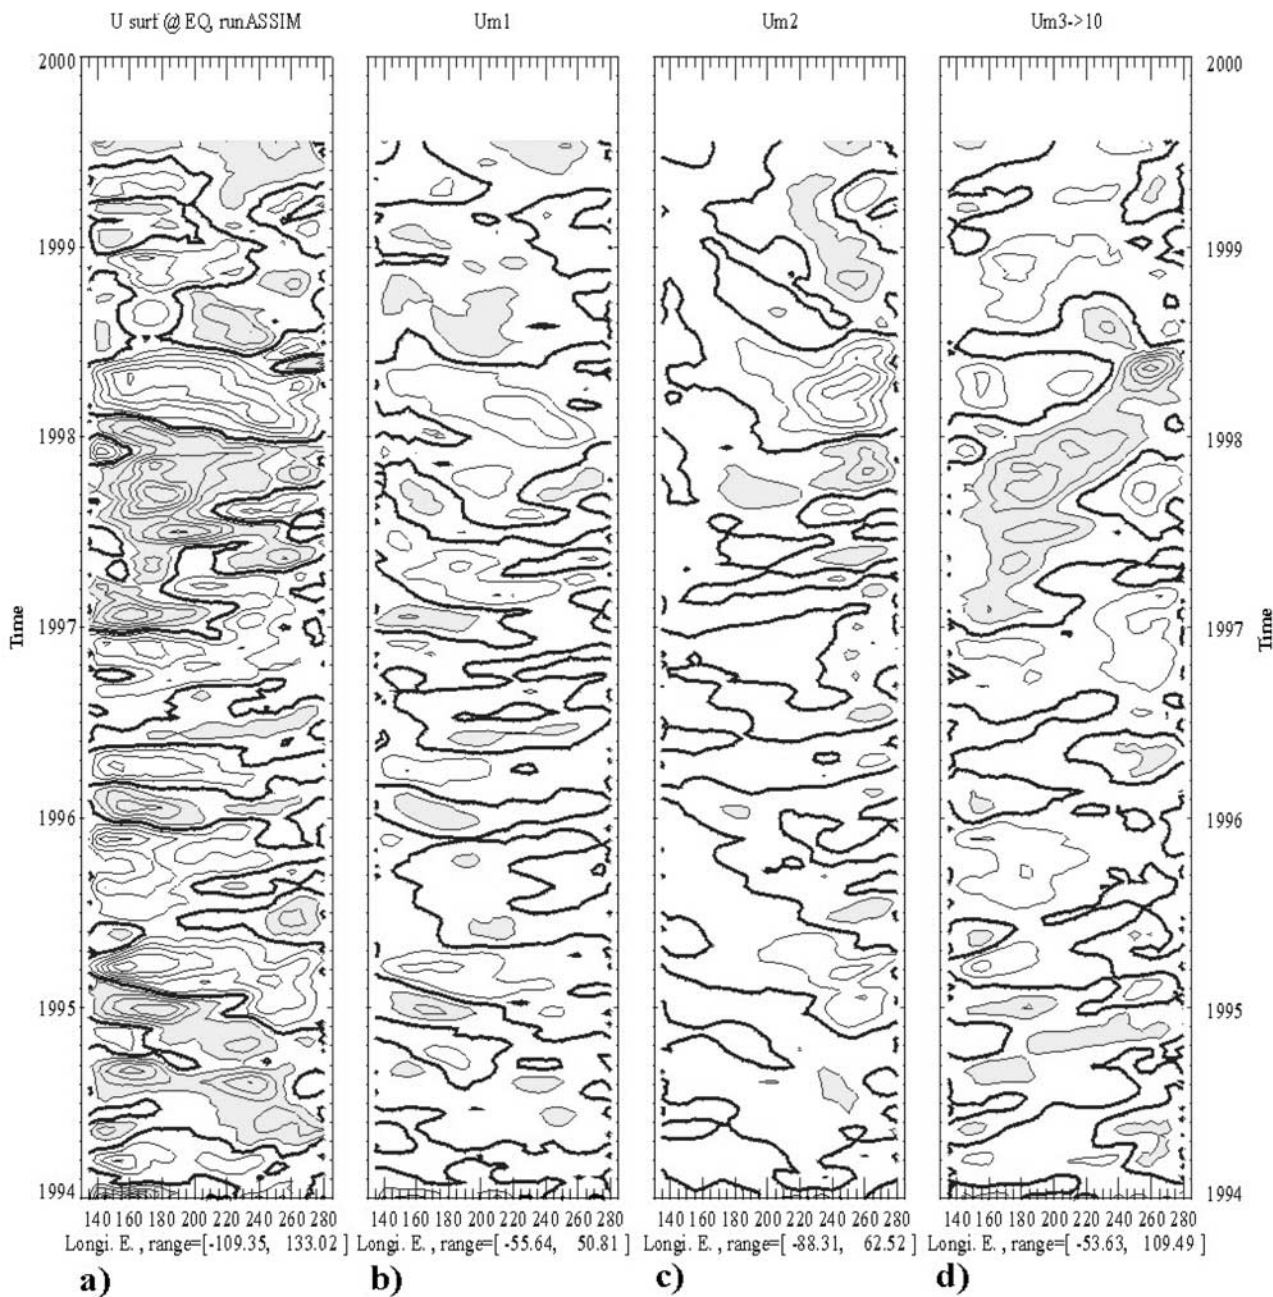 U surf @ EQ, runASSIM Um1 Um2 Um3->10
2000 2000
1999 1999
1998 1998
1997 1997
1996 1996
1995 1995
1994 1994
Time Time
140 160 180 200 220 240 260 280 140 160 180 200 220 240 260 280 140 160 180 200 220 240 260 280 140 160 180 200 220 240 260 280
Longi. E. , range=[ -109.35, 133.02 ] Longi. E. , range=[ -55.64, 50.81 ] Longi. E. , range=[ -88.31, 62.52 ] Longi. E. , range=[ -53.63, 109.49 ]
a) b) c) d)